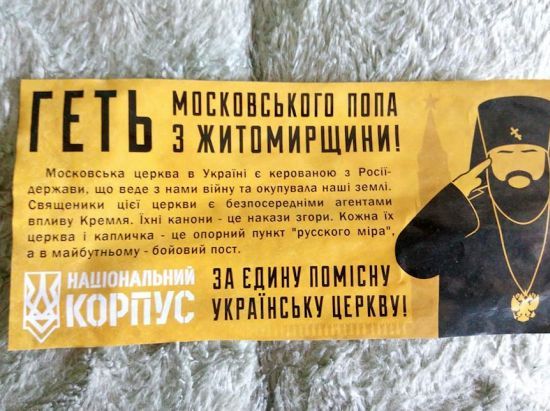 ГЕТЬ МОСКОВСЬКОГО ПОПА
З ЖИТОМИРЩИНИ!
Московська церква в Україні є керованою з Росії-
держави, що веде з нами війну та окупувала наші землі.
Священики цієї церкви є безпосередніми агентами
впливу Кремля. Їхні канони - це накази згори. Кожна їх
церква і капличка - це опорний пункт "русского міра",
а в майбутньому - бойовий пост.
НАЦІОНАЛЬНИЙ
КОРПУС
ЗА ЄДИНУ ПОМІСНУ
УКРАЇНСЬКУ ЦЕРКВУ!